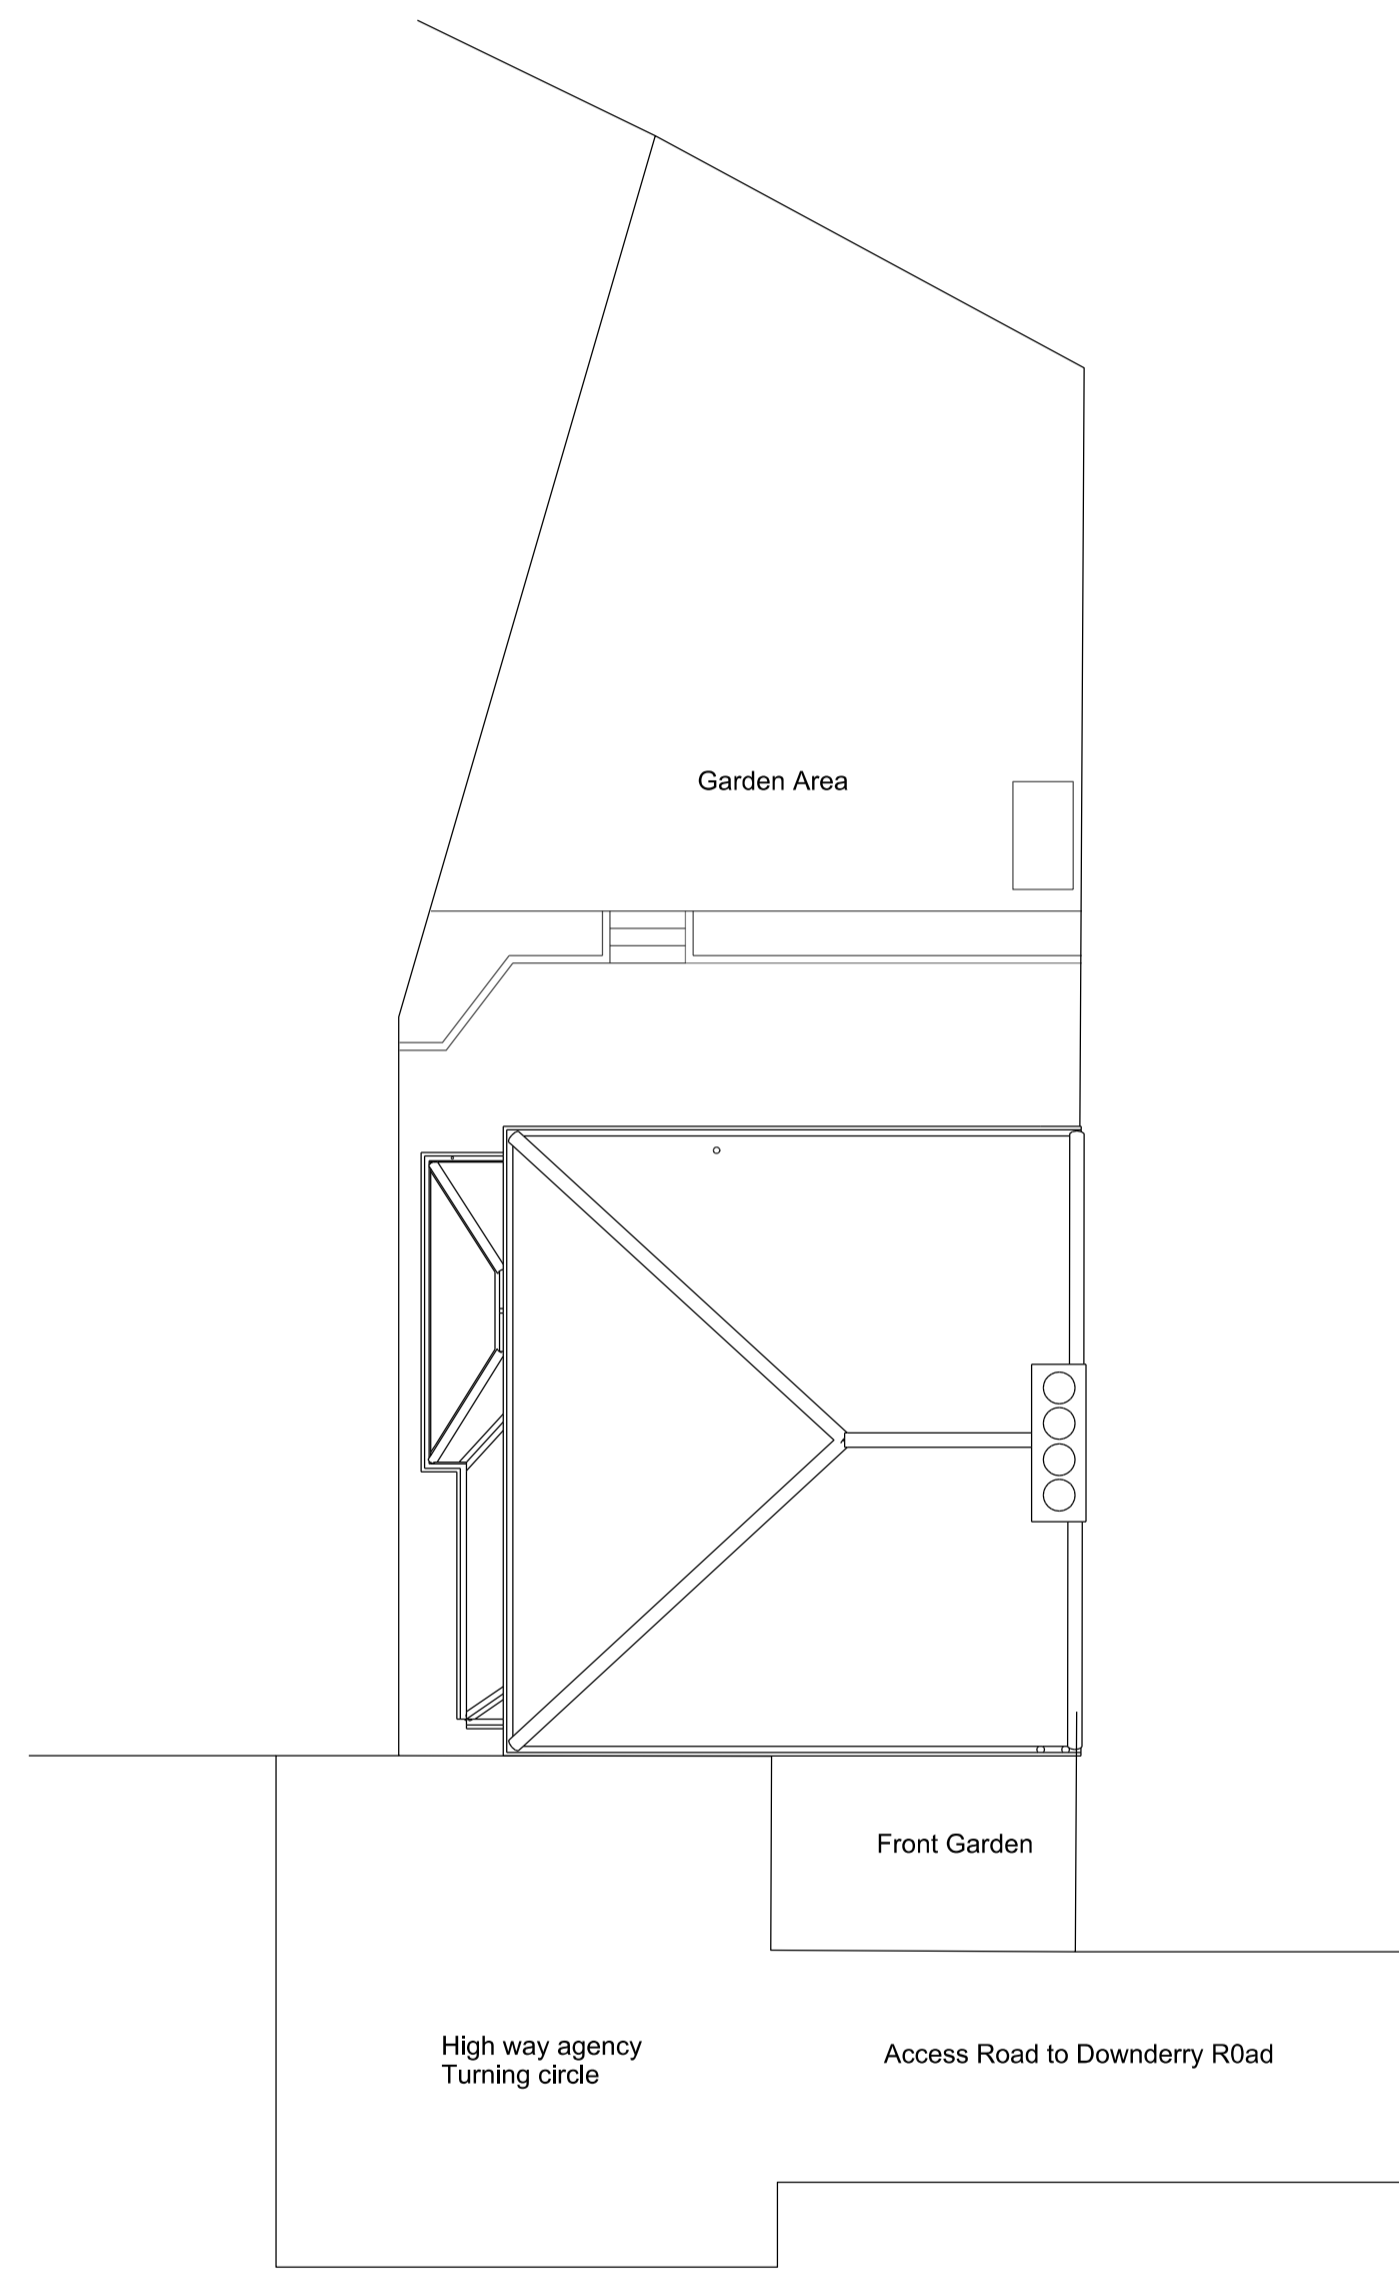 Garden Area
Front Garden
High way agency
Turning circle
Access Road to Downderry R0ad